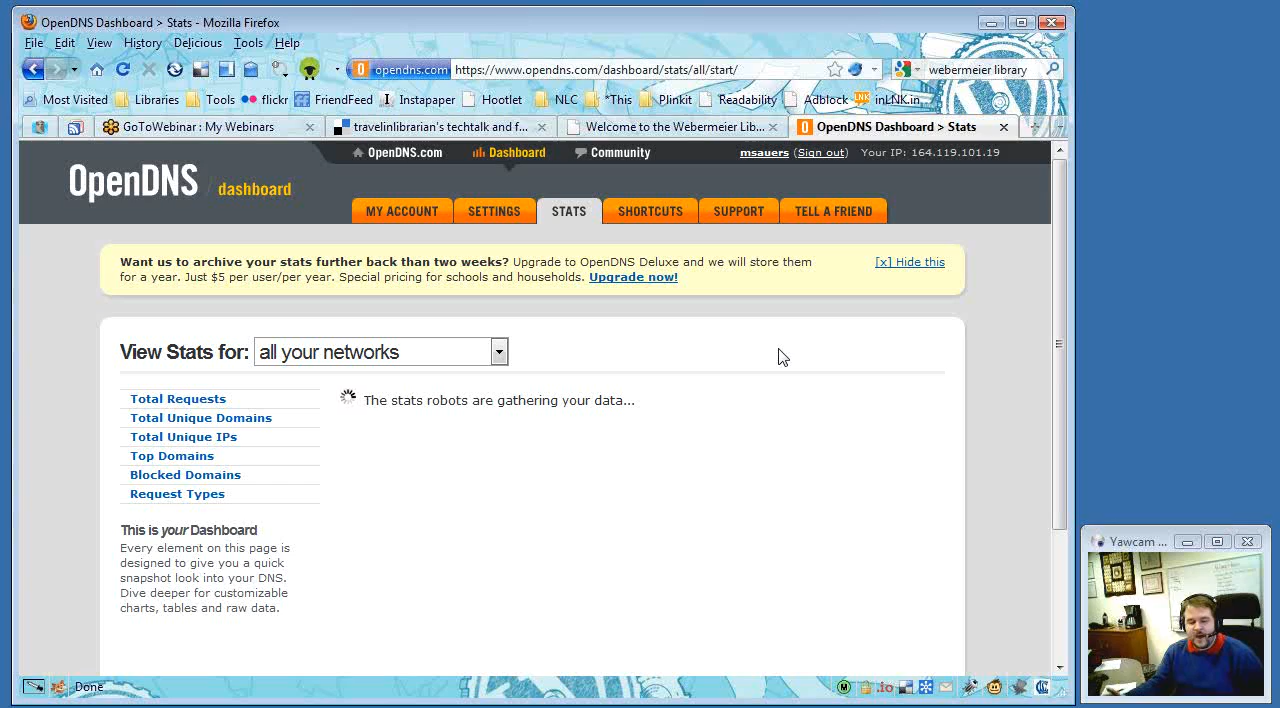 OpenDNS Dashboard > Stats - Mozilla Firefox
File Edit View History Delicious Tools Help
opendns.com https://www.opendns.com/dashboard/stats/all/start/ webermeier library
Most Visited Libraries Tools flickr FriendFeed Instapaper Hootlet NLC *This Plinkit Readability Adblock LNK inLNK.in
GoToWebinar : My Webinars travelinlibrarian's techtalk and f... Welcome to the Webermeier Lib... OpenDNS Dashboard > Stats
OpenDNS.com Dashboard Community msauers (Sign out) Your IP: 164.119.101.19
OpenDNS / dashboard
MY ACCOUNT SETTINGS STATS SHORTCUTS SUPPORT TELL A FRIEND
Want us to archive your stats further back than two weeks? Upgrade to OpenDNS Deluxe and we will store them [x] Hide this
for a year. Just $5 per user/per year. Special pricing for schools and households. Upgrade now!
View Stats for: all your networks
Total Requests
Total Unique Domains
Total Unique IPs
Top Domains
Blocked Domains
Request Types
The stats robots are gathering your data...
This is your Dashboard
Every element on this page is
designed to give you a quick
snapshot look into your DNS.
Dive deeper for customizable
charts, tables and raw data.
Yawcam ...
Done
.io